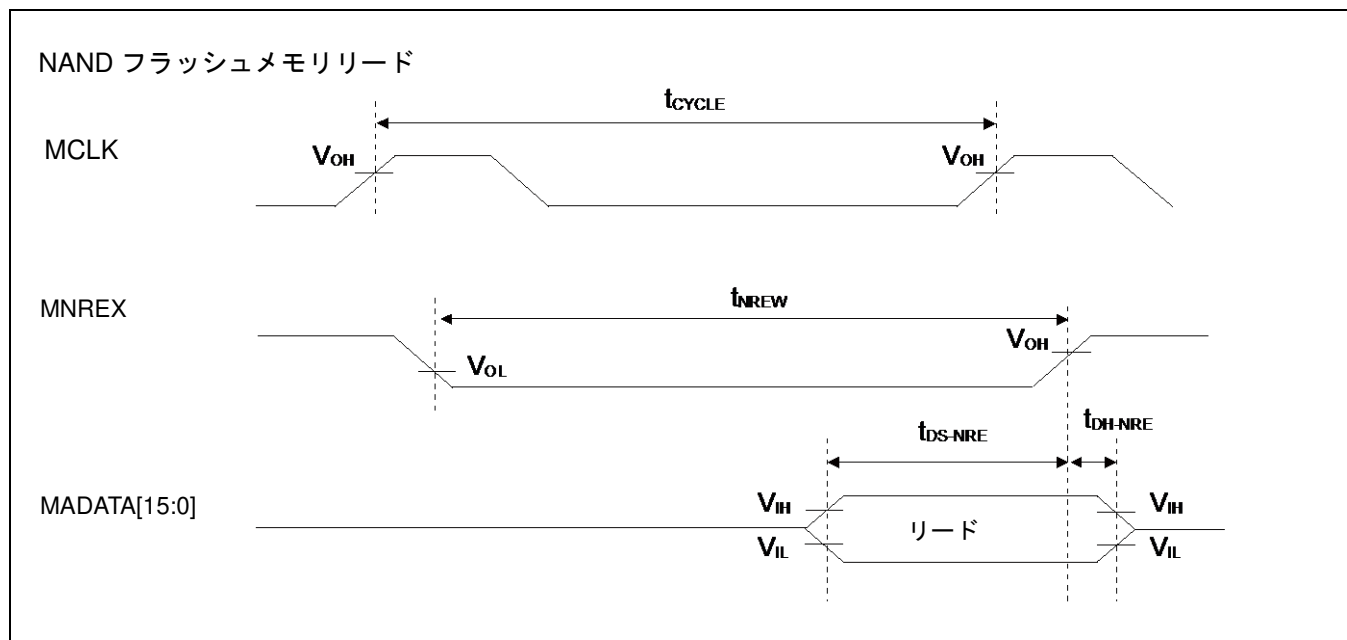 NAND フラッシュメモリリード
tCYCLE
MCLK
VOH
VOH
MNREX
tNREW
VOL
VOH
tDS-NRE
tDH-NRE
MADATA[15:0]
VIH
VIL
リード
VIH
VIL